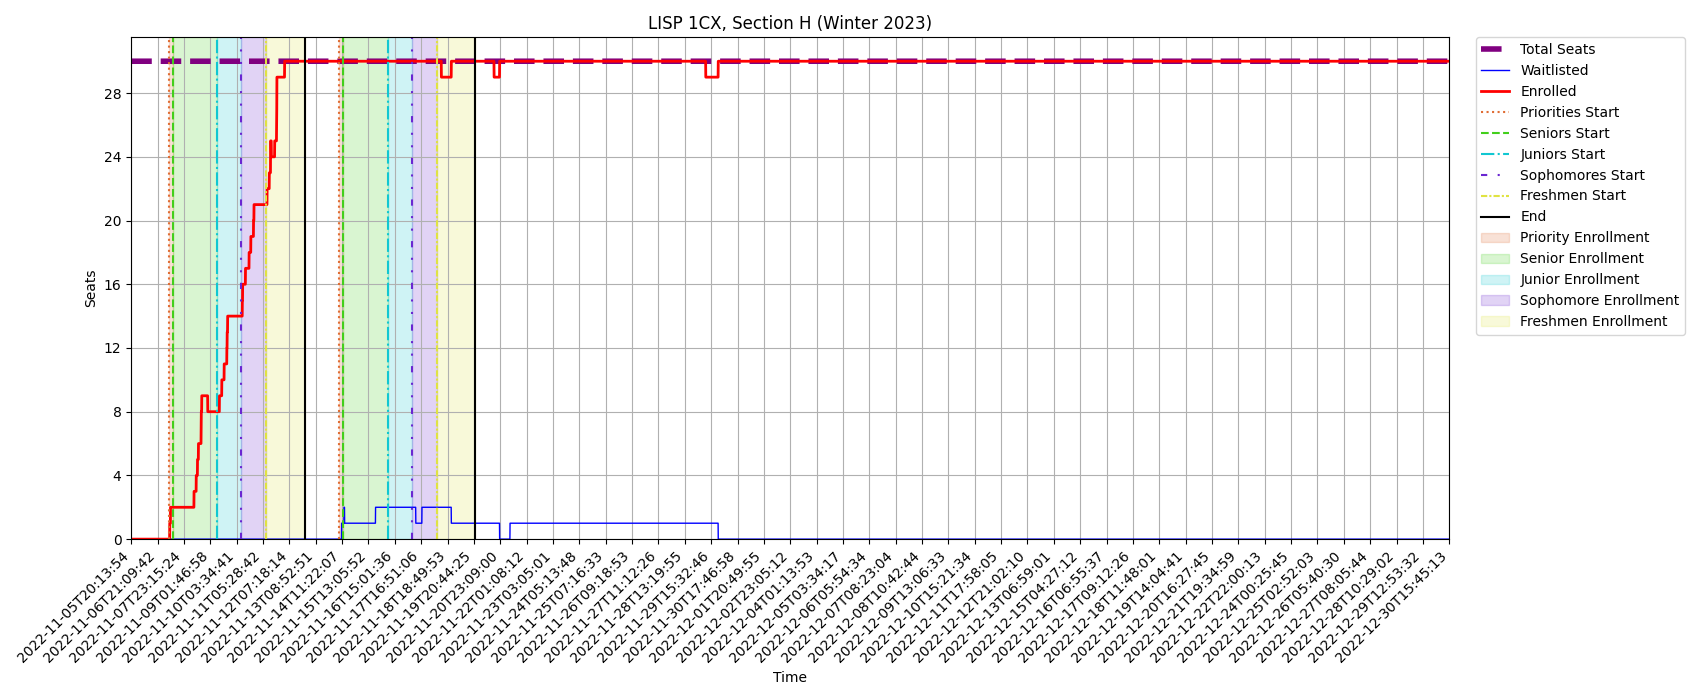 LISP 1CX, Section H (Winter 2023)
Total Seats
Waitlisted
Enrolled
Priorities Start
Seniors Start
Juniors Start
Sophomores Start
Freshmen Start
End
Priority Enrollment
Senior Enrollment
Junior Enrollment
Sophomore Enrollment
Freshmen Enrollment
Seats
28
24
20
16
12
8
4
0
2022-11-05T20:13:54
2022-11-06T21:09:42
2022-11-07T23:15:24
2022-11-09T01:46:58
2022-11-10T03:34:41
2022-11-11T05:28:42
2022-11-12T07:18:14
2022-11-13T08:52:51
2022-11-14T11:22:07
2022-11-15T13:05:52
2022-11-16T15:01:36
2022-11-17T16:51:06
2022-11-18T18:49:53
2022-11-19T20:44:25
2022-11-20T23:09:00
2022-11-22T01:08:12
2022-11-23T03:05:01
2022-11-24T05:13:48
2022-11-25T07:16:33
2022-11-26T09:18:53
2022-11-27T11:12:26
2022-11-28T13:19:55
2022-11-29T15:32:46
2022-11-30T17:46:58
2022-12-01T20:49:55
2022-12-02T23:05:12
2022-12-04T01:13:53
2022-12-05T03:34:17
2022-12-06T05:54:34
2022-12-07T08:23:04
2022-12-08T10:42:44
2022-12-09T13:06:33
2022-12-10T15:21:34
2022-12-11T17:58:05
2022-12-12T21:02:10
2022-12-13T06:59:01
2022-12-15T04:27:12
2022-12-16T06:55:37
2022-12-17T09:12:26
2022-12-18T11:48:01
2022-12-19T14:04:41
2022-12-20T16:27:45
2022-12-21T19:34:59
2022-12-22T22:00:13
2022-12-24T00:25:45
2022-12-25T02:52:03
2022-12-26T05:40:30
2022-12-27T08:05:44
2022-12-28T10:29:02
2022-12-29T12:53:32
2022-12-30T15:45:13
Time